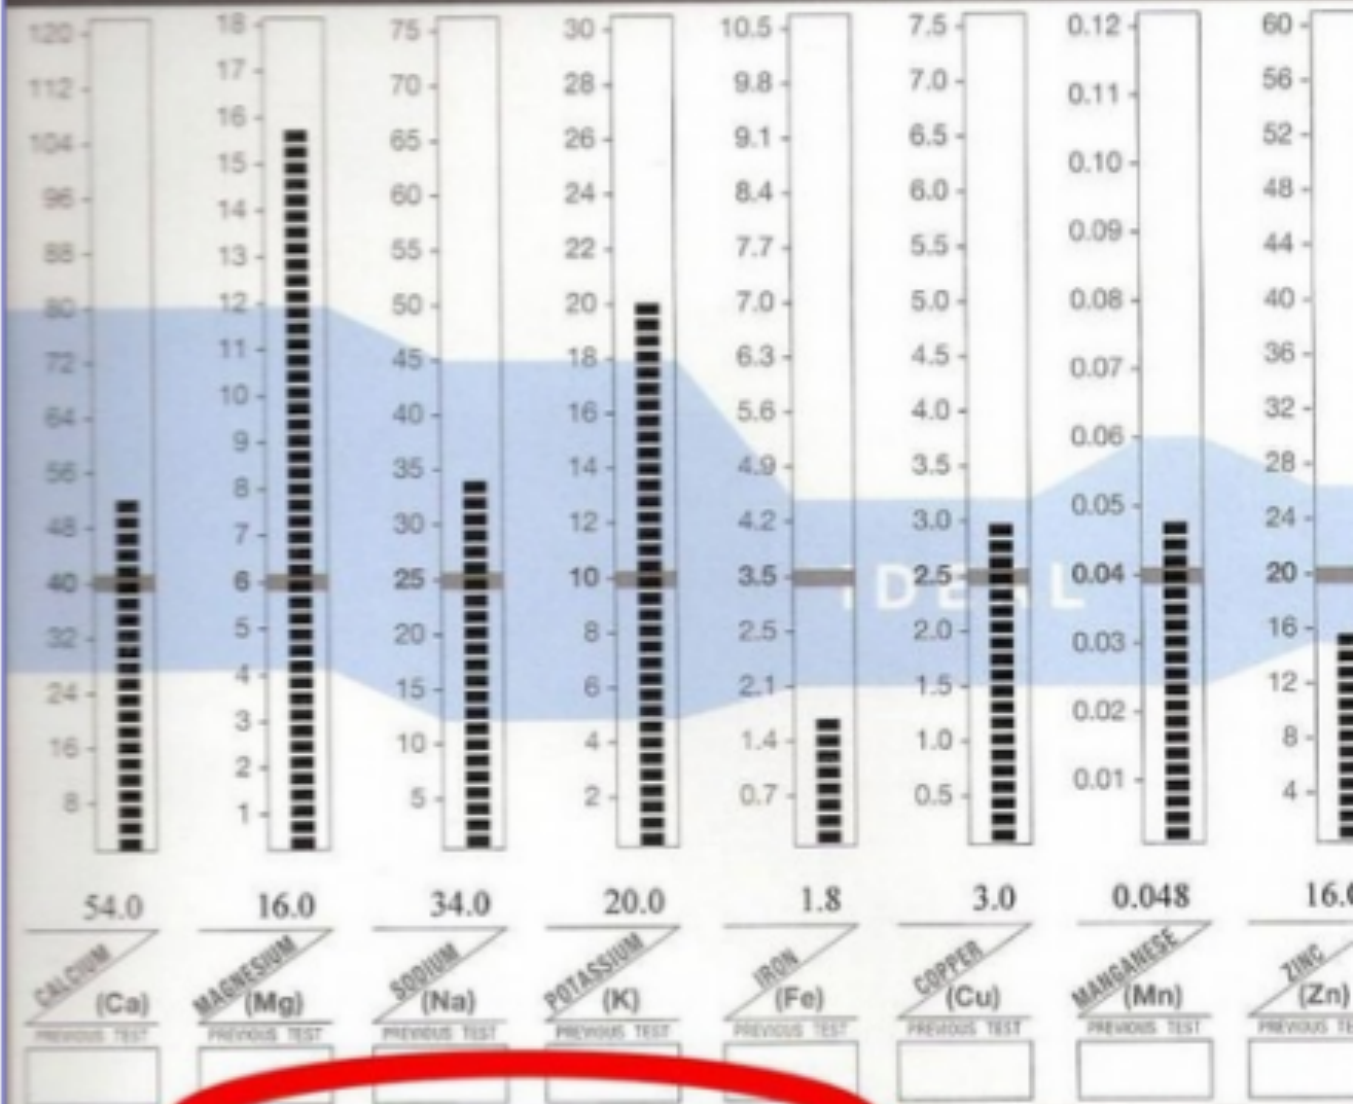 120 18 75 30 10.5 7.5 0.12 60
112 17 70 28 9.8 7.0 0.11 56
104 16 65 26 9.1 6.5 0.10 52
96 15 60 24 8.4 6.0 0.09 48
88 14 55 22 7.7 5.5 0.08 44
80 13 50 20 7.0 5.0 0.07 40
72 12 45 18 6.3 4.5 0.06 36
64 11 40 16 5.6 4.0 0.05 32
56 10 35 14 4.9 3.5 0.04 28
48 9 30 12 4.2 3.0 0.03 24
40 8 25 10 3.5 2.5 0.02 20
32 7 20 8 2.5 2.0 0.01 16
24 6 15 6 2.1 1.5 12
16 5 10 4 1.4 1.0 8
8 4 5 2 0.7 0.5 4
3
2
1
IDEAL
54.0 16.0 34.0 20.0 1.8 3.0 0.048 16.0
CALCIUM MAGNESIUM SODIUM POTASSIUM IRON COPPER MANGANESE ZINC
(Ca) (Mg) (Na) (K) (Fe) (Cu) (Mn) (Zn)
PREVIOUS TEST PREVIOUS TEST PREVIOUS TEST PREVIOUS TEST PREVIOUS TEST PREVIOUS TEST PREVIOUS TEST PREVIOUS TE